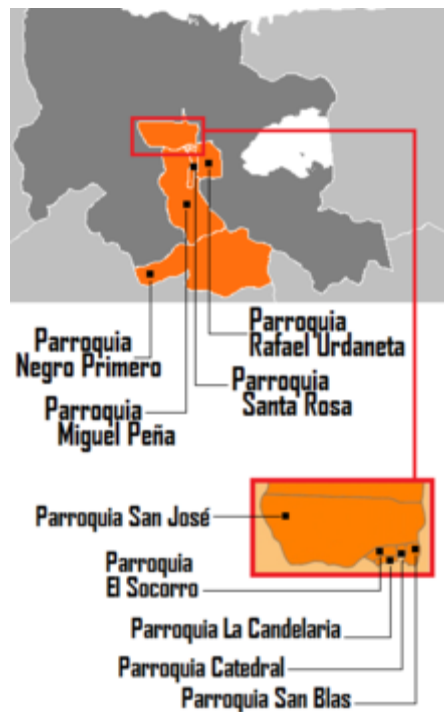 Parroquia
Rafael Urdaneta
Parroquia
Negro Primero
Parroquia
Santa Rosa
Parroquia
Miguel Peña
Parroquia San José
Parroquia
El Socorro
Parroquia La Candelaria
Parroquia Catedral
Parroquia San Blas